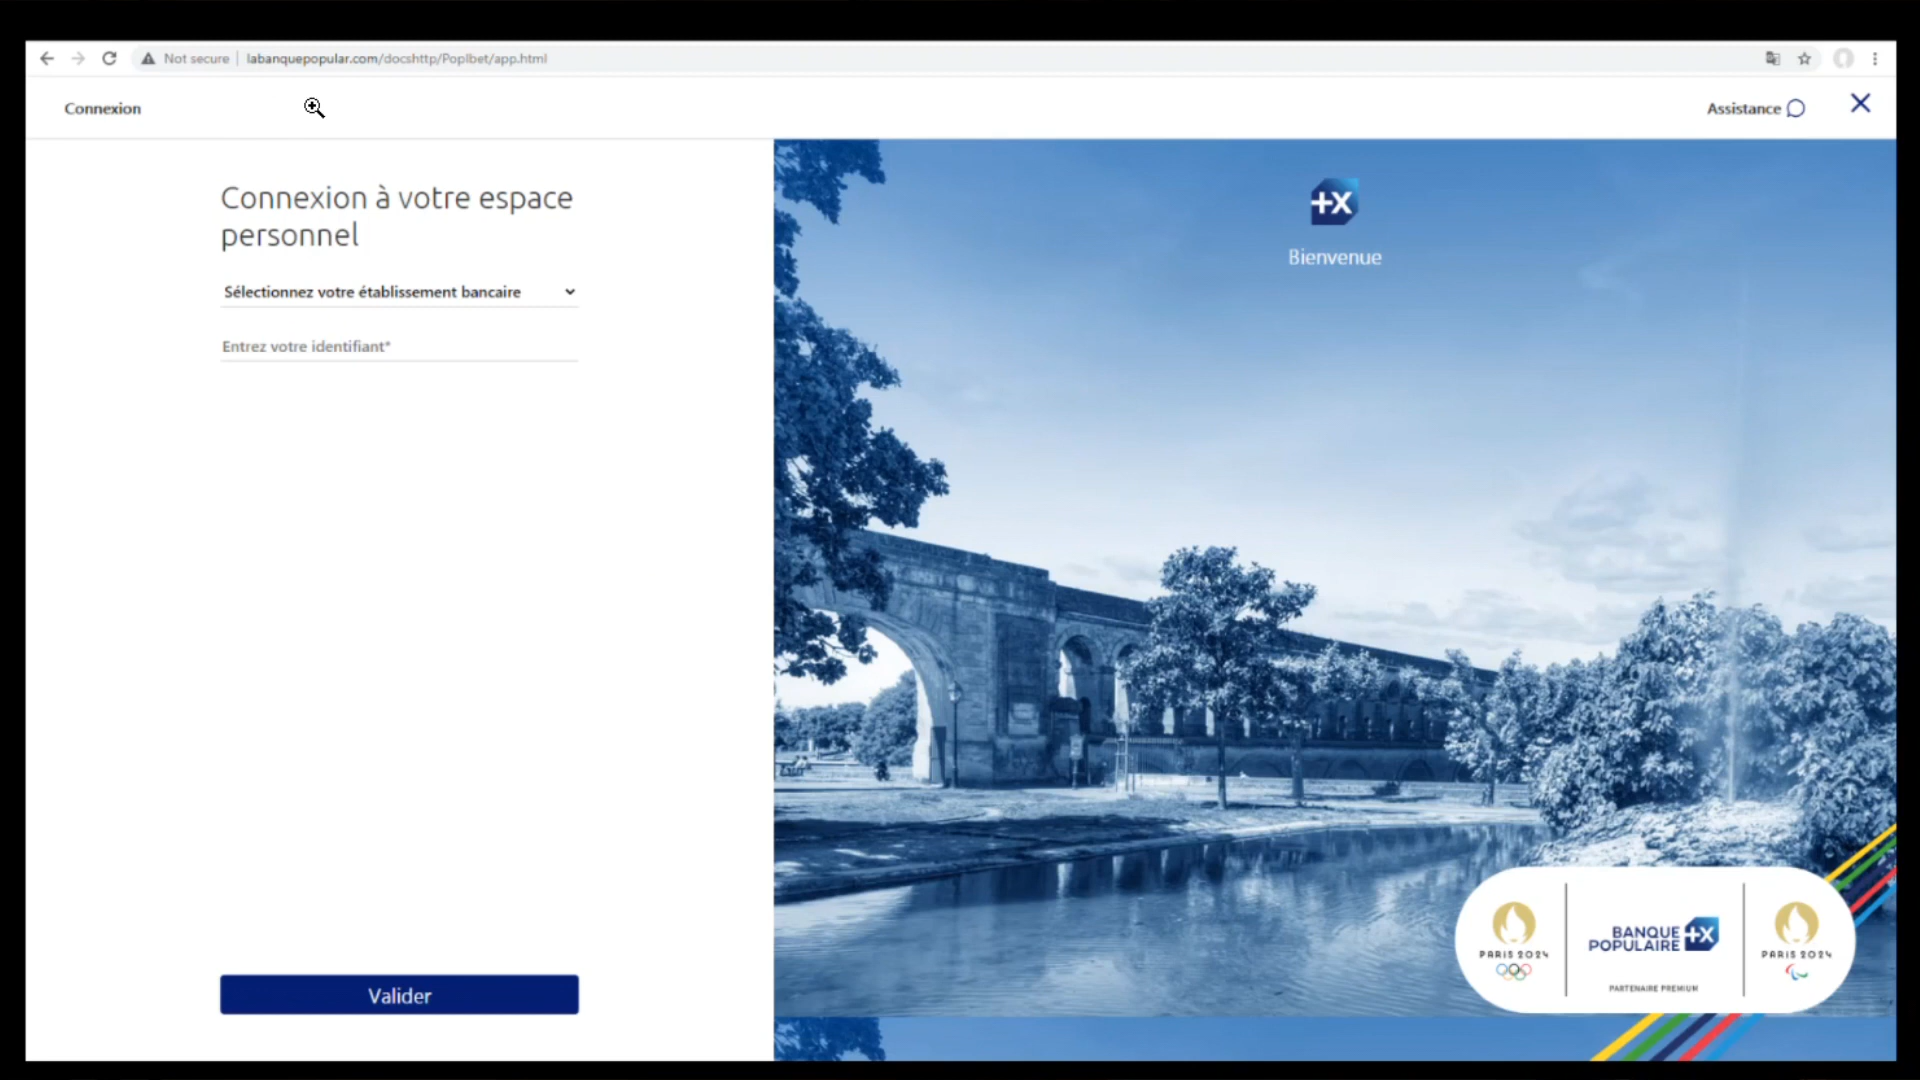 Not secure | labanquepopular.com/docshttp/Poplbet/app.html
Connexion
Assistance
Connexion à votre espace
personnel
Sélectionnez votre établissement bancaire
Entrez votre identifiant*
Valider
+X
Bienvenue
PARIS 2024
BANQUE
POPULAIRE +X
PARTENAIRE PREMIUM
PARIS 2024